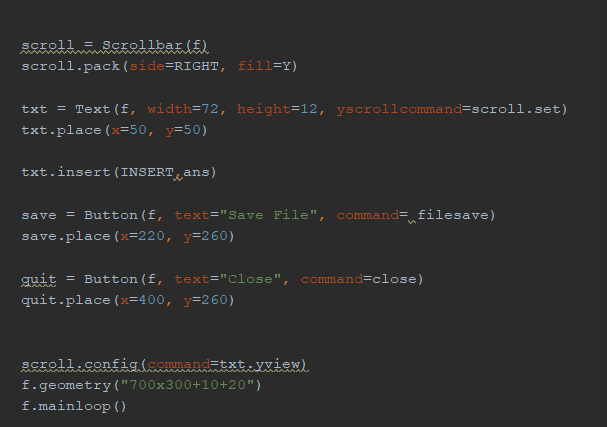 scroll = Scrollbar(f)
scroll.pack(side=RIGHT, fill=Y)
txt = Text(f, width=72, height=12, yscrollcommand=scroll.set)
txt.place(x=50, y=50)
txt.insert(INSERT,ans)
save = Button(f, text="Save File", command= filesave)
save.place(x=220, y=260)
quit = Button(f, text="Close", command=close)
quit.place(x=400, y=260)
scroll.config(command=txt.yview)
f.geometry("700x300+10+20")
f.mainloop()